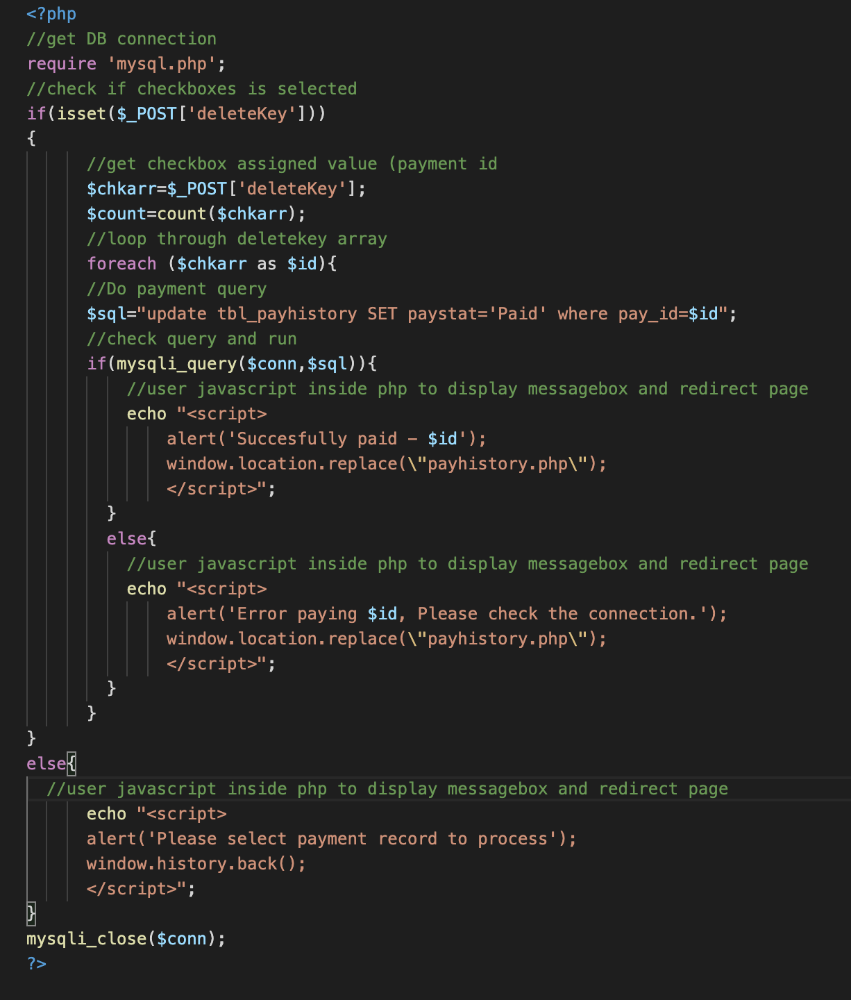 <?php
//get DB connection
require 'mysql.php';
//check if checkboxes is selected
if(isset($_POST['deleteKey']))
{
//get checkbox assigned value (payment id
$chkarr=$_POST['deleteKey'];
$count=count($chkarr);
//loop through deletekey array
foreach ($chkarr as $id){
//Do payment query
$sql="update tbl_payhistory SET paystat='Paid' where pay_id=$id";
//check query and run
if(mysqli_query($conn,$sql)){
//user javascript inside php to display messagebox and redirect page
echo "<script>
alert('Succesfully paid - $id');
window.location.replace(\"payhistory.php\");
</script>";
}
else{
//user javascript inside php to display messagebox and redirect page
echo "<script>
alert('Error paying $id, Please check the connection.');
window.location.replace(\"payhistory.php\");
</script>";
}
}
}
else{
//user javascript inside php to display messagebox and redirect page
echo "<script>
alert('Please select payment record to process');
window.history.back();
</script>";
}
mysqli_close($conn);
?>